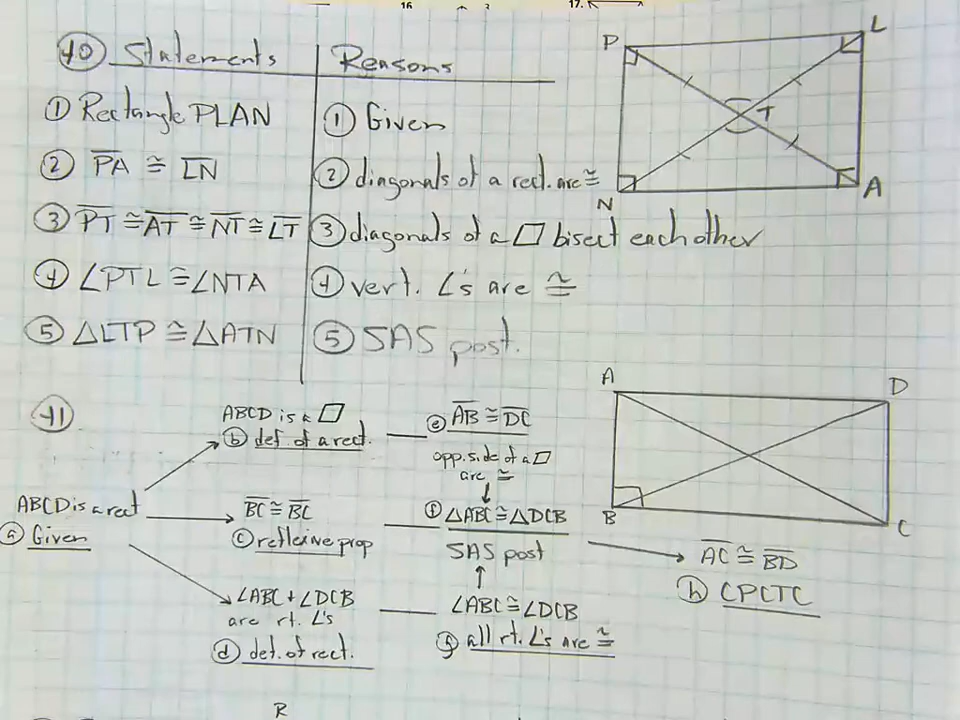 16
17.
40 Statements Reasons
① Rectangle PLAN ① Given
② PA ≅ LN ② diagonals of a rect. are ≅
③ PT ≅ AT ≅ NT ≅ LT ③ diagonals of a ▱ bisect each other
④ ∠PTL ≅ ∠NTA ④ vert. ∠'s are ≅
⑤ △LTP ≅ △ATN ⑤ SAS post.
P L
T
N A
41
ABCD is a rect
ⓐ Given
ABCD is a ▱
ⓑ def. of a rect.
BC ≅ BC
ⓒ reflexive prop
∠ABC + ∠DCB
are rt. ∠'s
ⓓ def. of rect.
ⓔ AB ≅ DC
opp. side of a ▱
are ≅
ⓕ △ABC ≅ △DCB
SAS post
∠ABC ≅ ∠DCB
ⓖ all rt. ∠'s are ≅
AC ≅ BD
ⓗ CPCTC
A D
B C
R